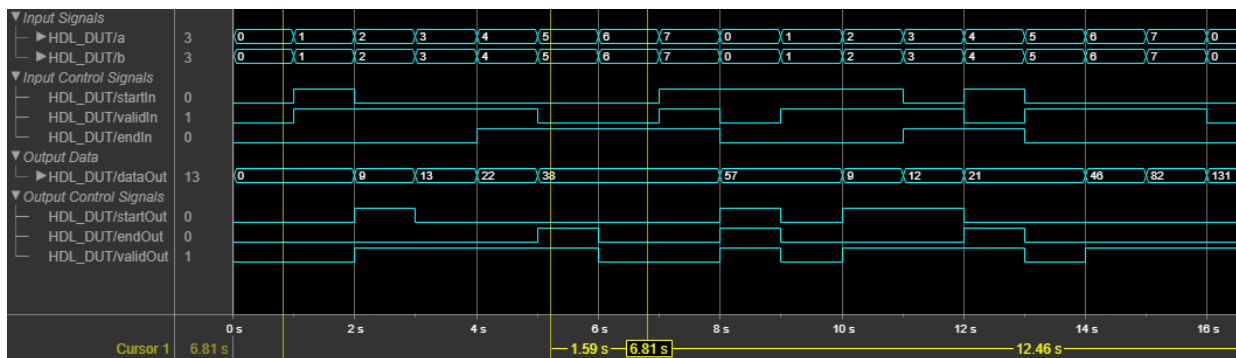 ▼ Input Signals
▶HDL_DUT/a 3 0 1 2 3 4 5 6 7 0 1 2 3 4 5 6 7 0
▶HDL_DUT/b 3 0 1 2 3 4 5 6 7 0 1 2 3 4 5 6 7 0
▼ Input Control Signals
HDL_DUT/startIn 0
HDL_DUT/validIn 1
HDL_DUT/endIn 0
▼ Output Data
▶HDL_DUT/dataOut 13 0 9 13 22 38 57 9 12 21 46 82 131
▼ Output Control Signals
HDL_DUT/startOut 0
HDL_DUT/endOut 0
HDL_DUT/validOut 1
0 s 2 s 4 s 6 s 8 s 10 s 12 s 14 s 16 s
Cursor 1 6.81 s 1.59 s 6.81 s 12.46 s